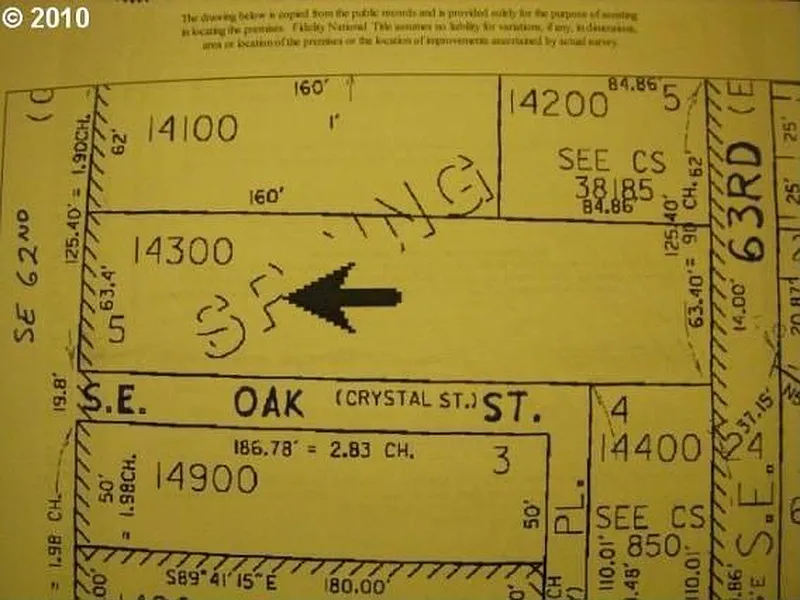 © 2010
The drawing below is copied from the public records and is provided solely for the purpose of assisting
in locating the premises. Fidelity National Title assumes no liability for variations, if any, in dimensions,
area or location of the premises or the location of improvements ascertained by actual survey.
160'
84.86'
5
14200
14100
1'
62'
125.40' = 1.90CH.
SEE CS
38185
84.86'
62'
160'
63RD (E
25'
25'
SE 62ND
14300
63.4'
5
125.40'
= .90 CH.
63.40'
14.00'
20.87'
19.8'
S.E. OAK (CRYSTAL ST.) ST.
4
186.78' = 2.83 CH.
3
14400
24
37.15'
14900
50'
= 1.98CH.
50'
PL.
SEE CS
850
S.E.
= 1.98 CH.
110.01'
110.01'
S89°41'15"E 180.00'